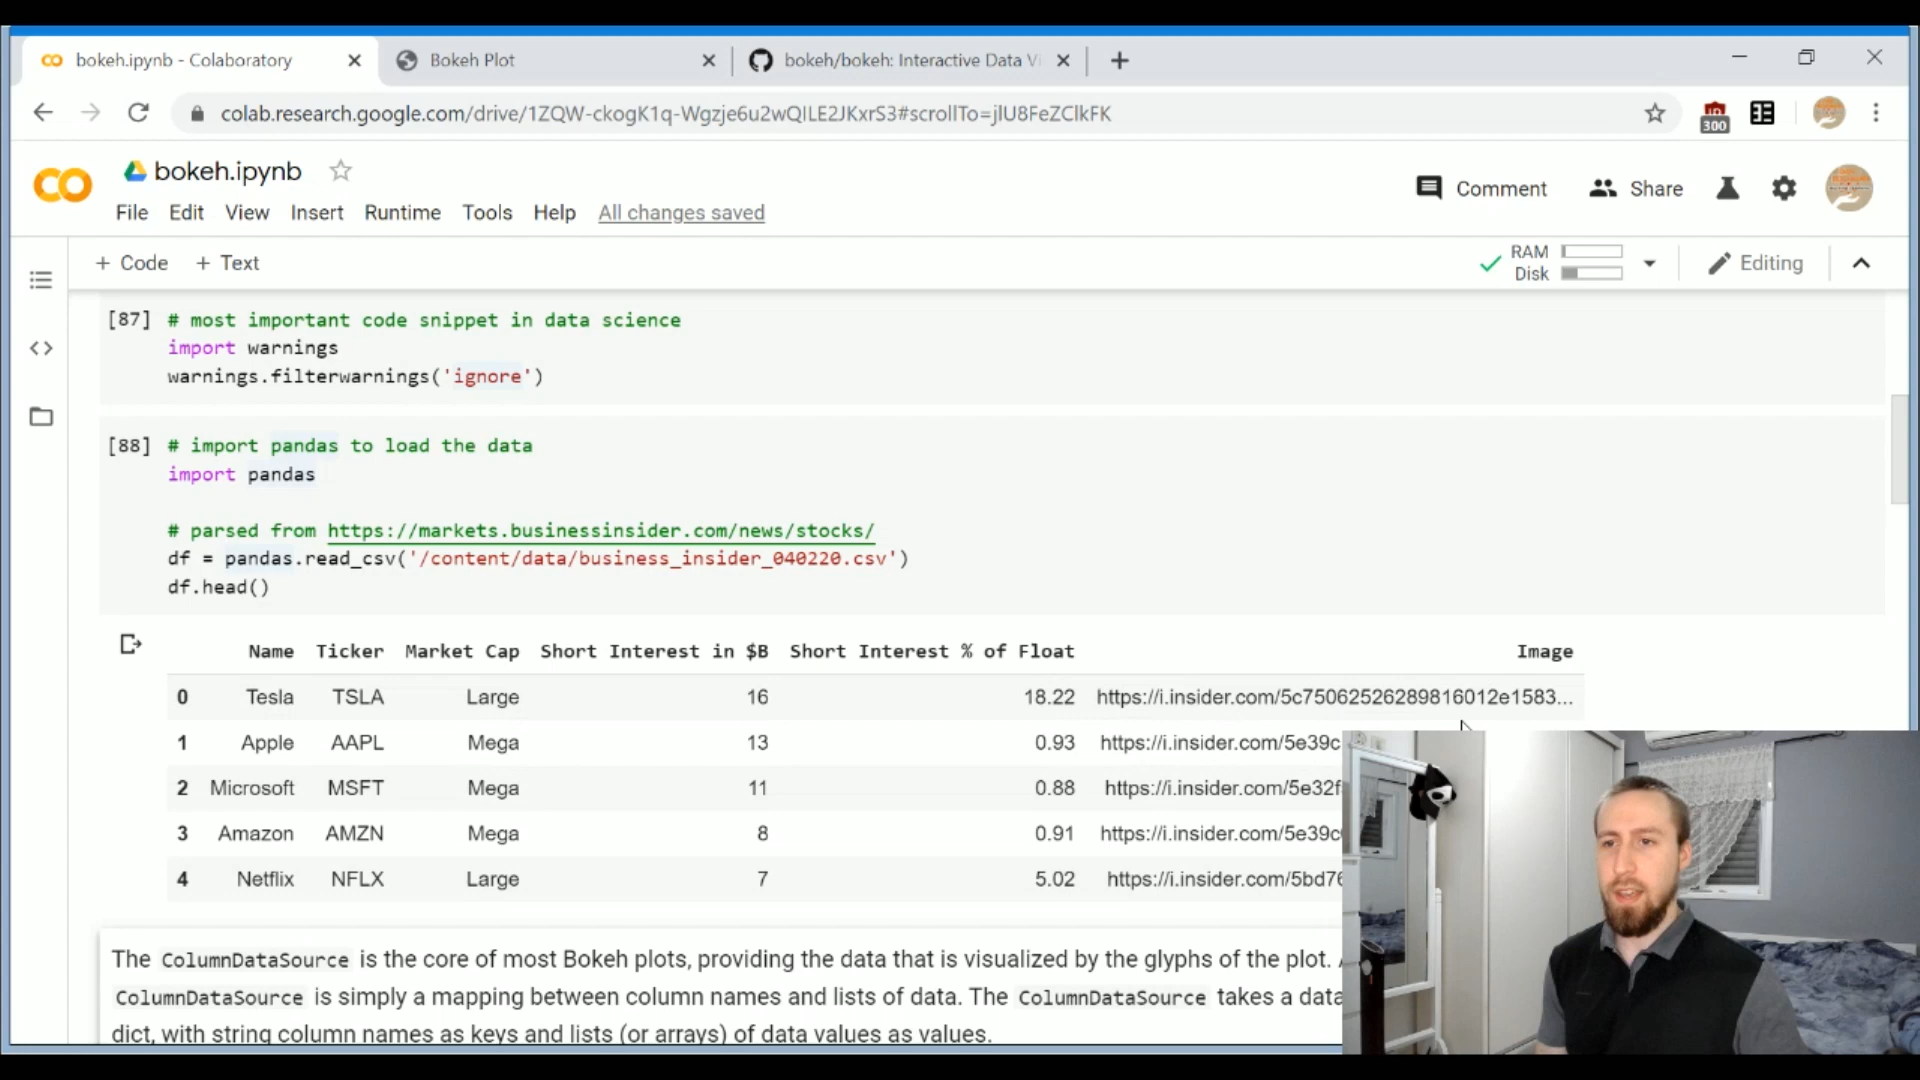 bokeh.ipynb - Colaboratory
Bokeh Plot
bokeh/bokeh: Interactive Data Vi
colab.research.google.com/drive/1ZQW-ckogK1q-Wgzje6u2wQILE2JKxrS3#scrollTo=jlU8FeZClkFK
300
bokeh.ipynb
Comment Share
File Edit View Insert Runtime Tools Help All changes saved
+ Code + Text
RAM
Disk
Editing
[87] # most important code snippet in data science
import warnings
warnings.filterwarnings('ignore')
[88] # import pandas to load the data
import pandas
# parsed from https://markets.businessinsider.com/news/stocks/
df = pandas.read_csv('/content/data/business_insider_040220.csv')
df.head()
Name Ticker Market Cap Short Interest in $B Short Interest % of Float Image
0 Tesla TSLA Large 16 18.22 https://i.insider.com/5c75062526289816012e1583...
1 Apple AAPL Mega 13 0.93 https://i.insider.com/5e39c
2 Microsoft MSFT Mega 11 0.88 https://i.insider.com/5e32f
3 Amazon AMZN Mega 8 0.91 https://i.insider.com/5e39c
4 Netflix NFLX Large 7 5.02 https://i.insider.com/5bd76
The ColumnDataSource is the core of most Bokeh plots, providing the data that is visualized by the glyphs of the plot.
ColumnDataSource is simply a mapping between column names and lists of data. The ColumnDataSource takes a data
dict, with string column names as keys and lists (or arrays) of data values as values.